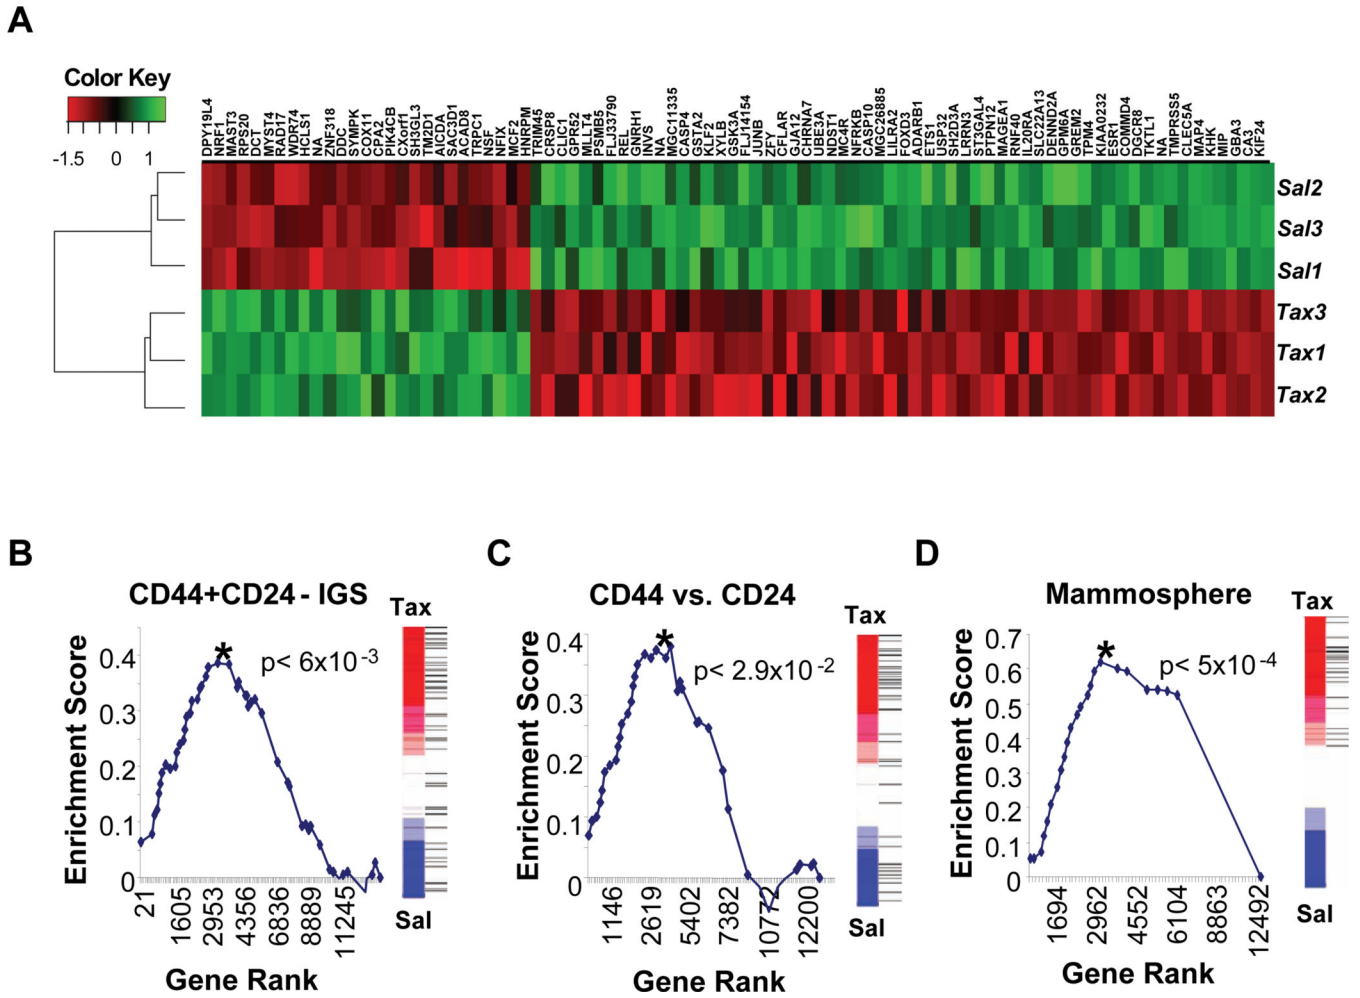 A
Color Key
-1.5 0 1
DPY19L4 NRF1 MAST3 RPS20 DCT MYT1 RAD17 WDR74 HCLS1 NA ZNF318 DDC SYMPK COX11 CPA4 PIK4CB CXorf1 SH3GL3 TM2D1 AICDA SAC3D1 ACAD8 TRPC1 NSF NFIX MCF2 HNRPM TRIM45 CRSP8 CLIC1 GPR52 MLLT4 PSMB5 FLJ33790 REL GNRH1 INVS NA MGC11335 CASP4 GSTA2 KLF2 XYLB GSK3A FLJ14154 JUNB ZFY CFLAR GJA12 CHRNA7 UBE3A NDST1 MC4R NFRKB CASP10 MGC26885 LILRA2 FOXD3 ADARB1 ETS1 USP32 SH2D3A LRRN3 ST3GAL4 PTPN12 MAGEA1 RNF40 IL20RA SLC22A13 DENND2A GPM6A GREM2 TPM4 KIAA0232 ESR1 COMMD4 DGCR8 TKTL1 NA TMPRSS5 CLEC5A MAP4 KHK MIP GBA3 KA3 KIF24
Sal2
Sal3
Sal1
Tax3
Tax1
Tax2
B
CD44+CD24 - IGS
Tax
*
p< 6x10 -3
Enrichment Score
0.4
0.3
0.2
0.1
0
21 1605 2953 4356 6836 8889 11245
Gene Rank
Sal
C
CD44 vs. CD24
Tax
*
p< 2.9x10 -2
Enrichment Score
0.4
0.3
0.2
0.1
0
1146 2619 5402 7382 10772 12200
Gene Rank
Sal
D
Mammosphere
Tax
*
p< 5x10 -4
Enrichment Score
0.7
0.6
0.5
0.4
0.3
0.2
0.1
0
1694 2962 4552 6104 8863 12492
Gene Rank
Sal